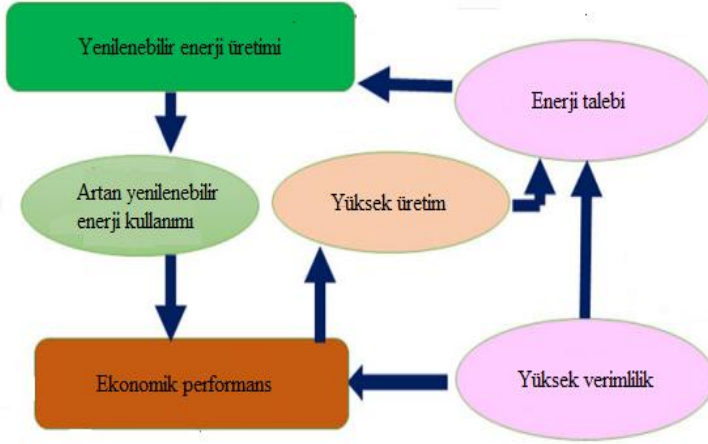 Yenilenebilir enerji üretimi
Enerji talebi
Artan yenilenebilir
enerji kullanımı
Yüksek üretim
Ekonomik performans
Yüksek verimlilik